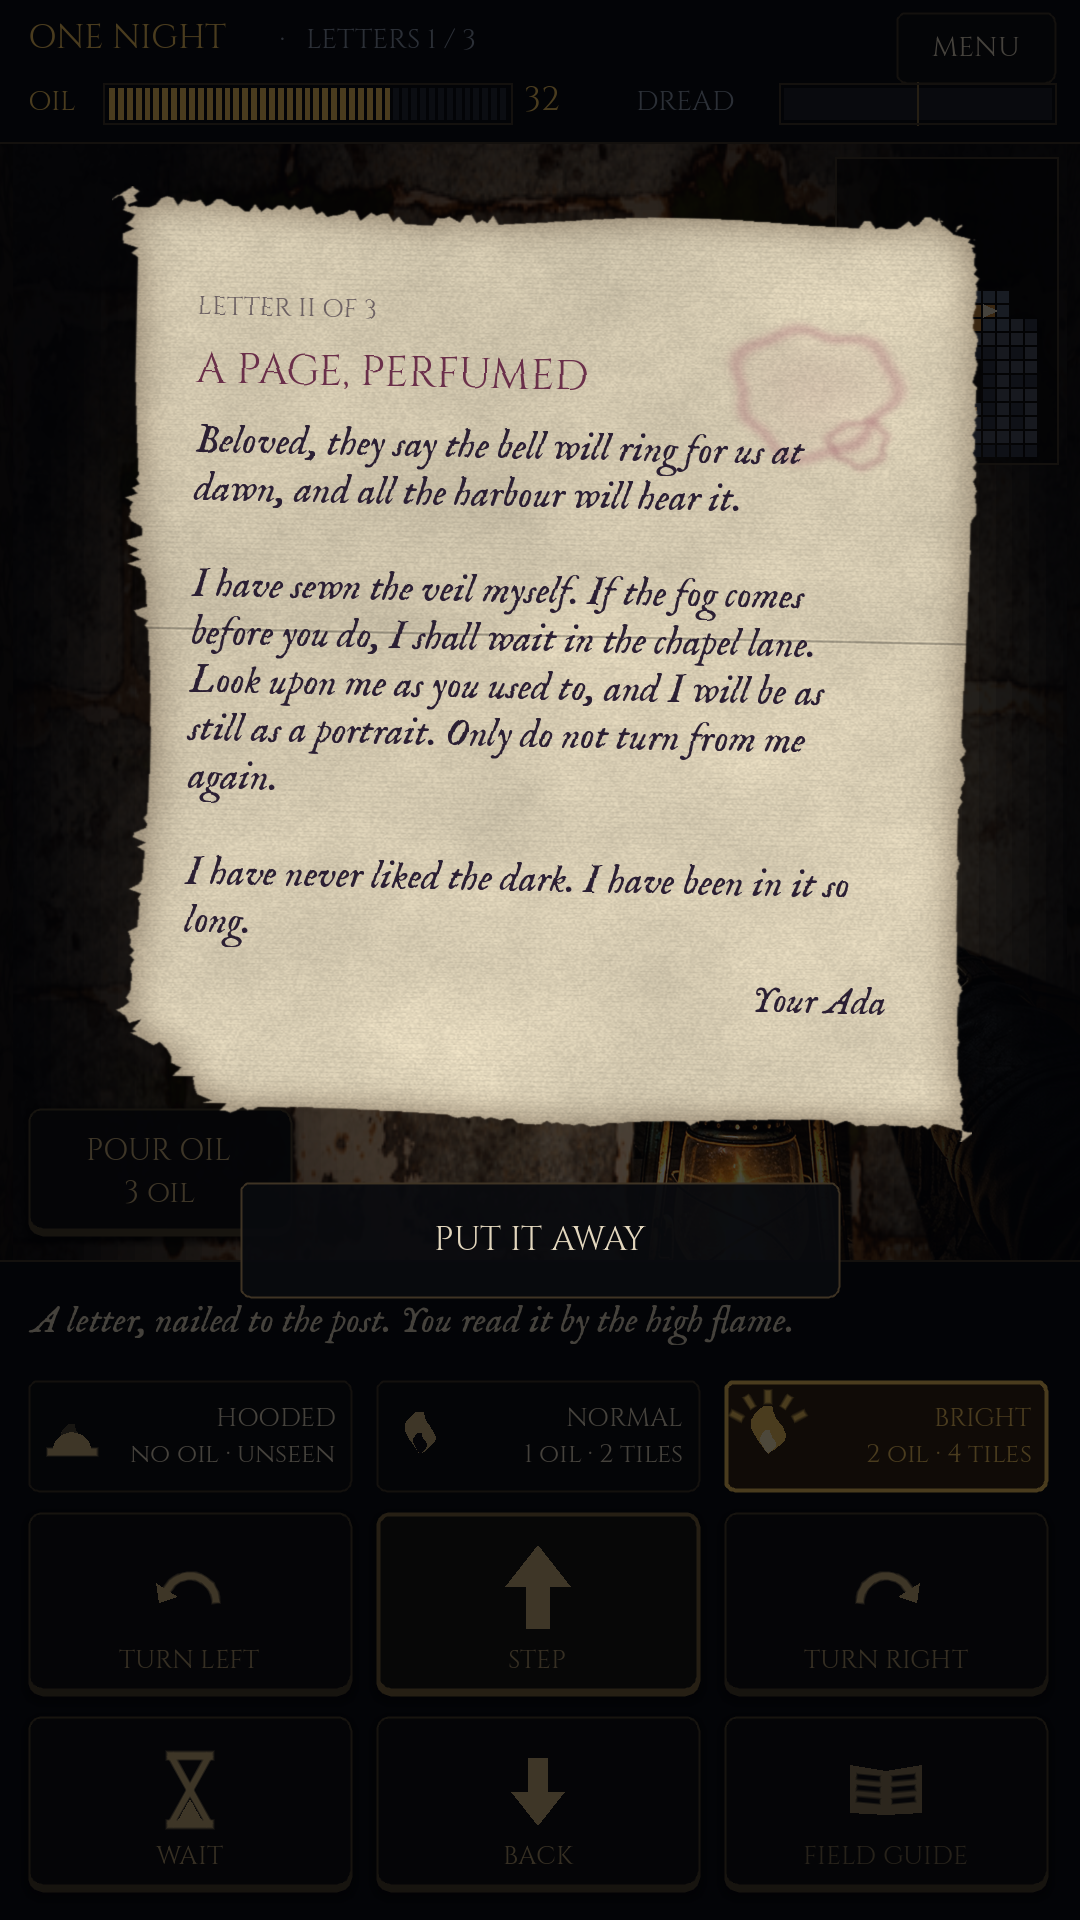 ONE NIGHT · LETTERS 1 / 3
MENU
OIL 32 DREAD
LETTER II OF 3
A PAGE, PERFUMED
Beloved, they say the bell will ring for us at
dawn, and all the harbour will hear it.
I have sewn the veil myself. If the fog comes
before you do, I shall wait in the chapel lane.
Look upon me as you used to, and I will be as
still as a portrait. Only do not turn from me
again.
I have never liked the dark. I have been in it so
long.
Your Ada
POUR OIL
3 OIL
PUT IT AWAY
A letter, nailed to the post. You read it by the high flame.
HOODED
NO OIL · UNSEEN
NORMAL
1 OIL · 2 TILES
BRIGHT
2 OIL · 4 TILES
TURN LEFT
STEP
TURN RIGHT
WAIT
BACK
FIELD GUIDE